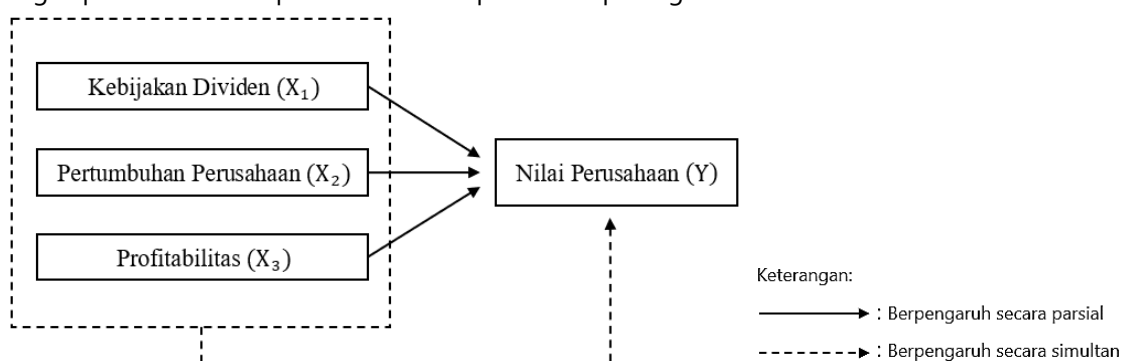 Kebijakan Dividen (X₁)
Pertumbuhan Perusahaan (X₂)
Nilai Perusahaan (Y)
Profitabilitas (X₃)
Keterangan:
: Berpengaruh secara parsial
: Berpengaruh secara simultan